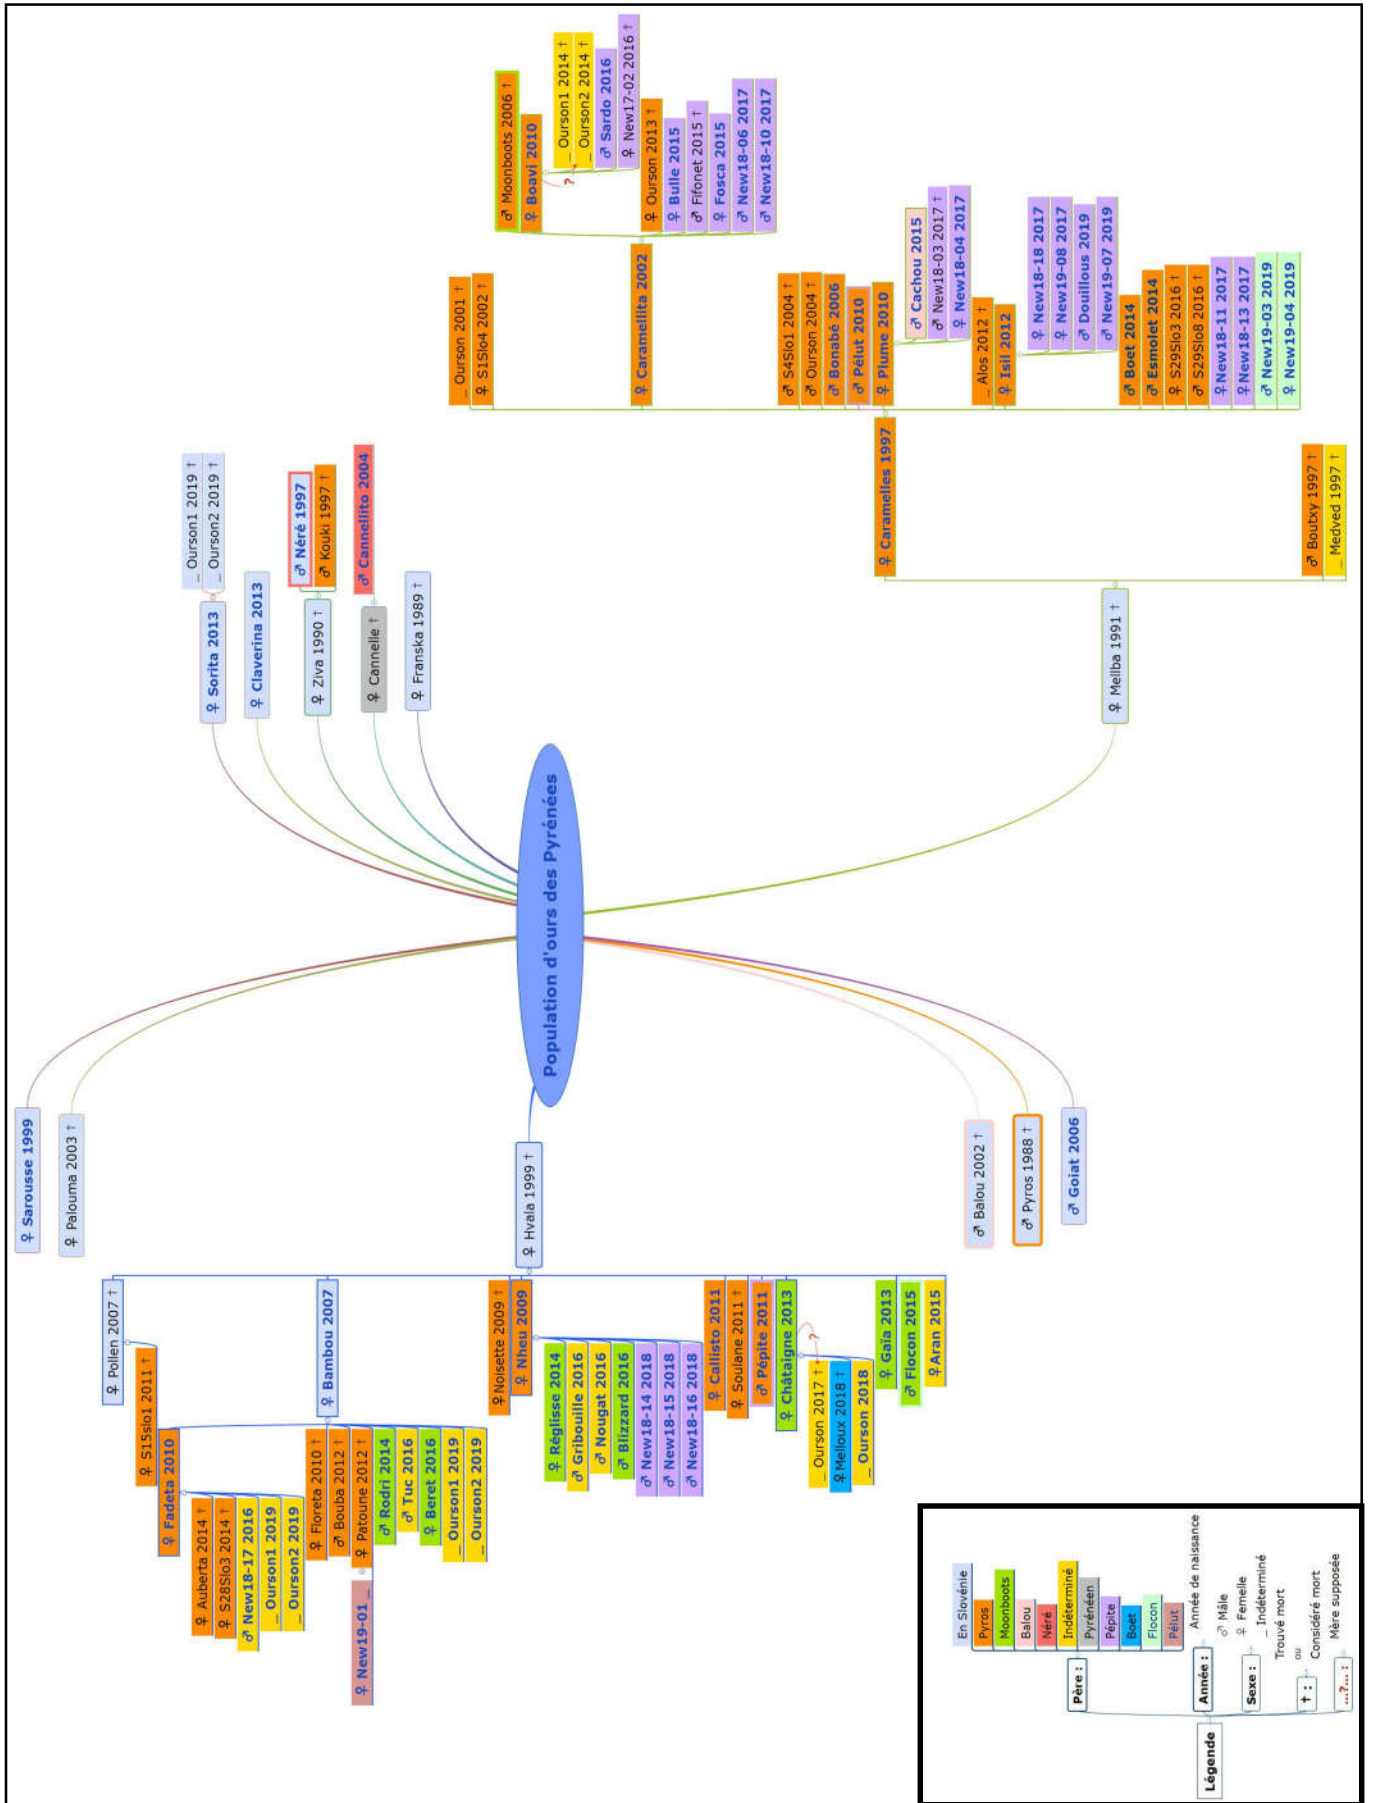 Population d'ours des Pyrénées
♀ Sarousse 1999
♀ Palouma 2003 †
♀ Hvala 1999 †
♀ Pollen 2007 †
♀ S15slo1 2011 †
♀ Bambou 2007
♀ Fadeta 2010
♀ Auberta 2014 †
♀ S28Slo3 2014 †
♂ New18-17 2016
_ Ourson1 2019
_ Ourson2 2019
♀ Floreta 2010 †
♂ Bouba 2012 †
♀ Patoune 2012 †
♀ New19-01 _
♂ Rodri 2014
♂ Tuc 2016
♀ Beret 2016
_ Ourson1 2019
_ Ourson2 2019
♀Noisette 2009 †
♀ Nheu 2009
♀ Réglisse 2014
♂ Gribouille 2016
♂ Nougat 2016
♂ Blizzard 2016
♂ New18-14 2018
♂ New18-15 2018
♂ New18-16 2018
♀ Callisto 2011
♀ Soulane 2011 †
♂ Pépite 2011
♀ Châtaigne 2013
?
_ Ourson 2017 †
♀Melloux 2018 †
_ Ourson 2018
♀ Gaïa 2013
♂ Flocon 2015
♀Aran 2015
♂ Balou 2002 †
♂ Pyros 1988 †
♂ Goiat 2006
♀ Sorita 2013
_ Ourson1 2019 †
_ Ourson2 2019 †
♀ Claverina 2013
♀ Ziva 1990 †
♂ Néré 1997
♂ Kouki 1997 †
♀ Cannelle †
♂ Cannellito 2004
♀ Franska 1989 †
♀ Mellba 1991 †
♀ Caramelles 1997
_ Ourson 2001 †
♀ S1Slo4 2002 †
♀ Caramellita 2002
♂ Moonboots 2006 †
♀ Boavi 2010
?
_ Ourson1 2014 †
_ Ourson2 2014 †
♂ Sardo 2016
♀ New17-02 2016 †
♀ Ourson 2013 †
♀ Bulle 2015
♂ Fifonet 2015 †
♀ Fosca 2015
♂ New18-06 2017
♂ New18-10 2017
♂ S4Slo1 2004 †
♂ Ourson 2004 †
♂ Bonabé 2006
♂ Pélut 2010
♀ Plume 2010
♂ Cachou 2015
♂ New18-03 2017 †
♀ New18-04 2017
_ Alos 2012 †
♀ Isil 2012
♀ New18-18 2017
♀ New19-08 2017
♂ Douillous 2019
♂ New19-07 2019
♂ Boet 2014
♂ Esmolet 2014
♀ S29Slo3 2016 †
♂ S29Slo8 2016 †
♀New18-11 2017
♀New18-13 2017
♂ New19-03 2019
♀ New19-04 2019
♂ Boutxy 1997 †
_ Medved 1997 †
Légende
Père :
En Slovénie
Pyros
Monboots
Balou
Néré
Indéterminé
Pyrénéen
Pépite
Boet
Flocon
Pélut
Année :
Année de naissance
Sexe :
♂ Mâle
♀ Femelle
_ Indéterminé
† :
Trouvé mort
ou
Considéré mort
...?... :
Mère supposée